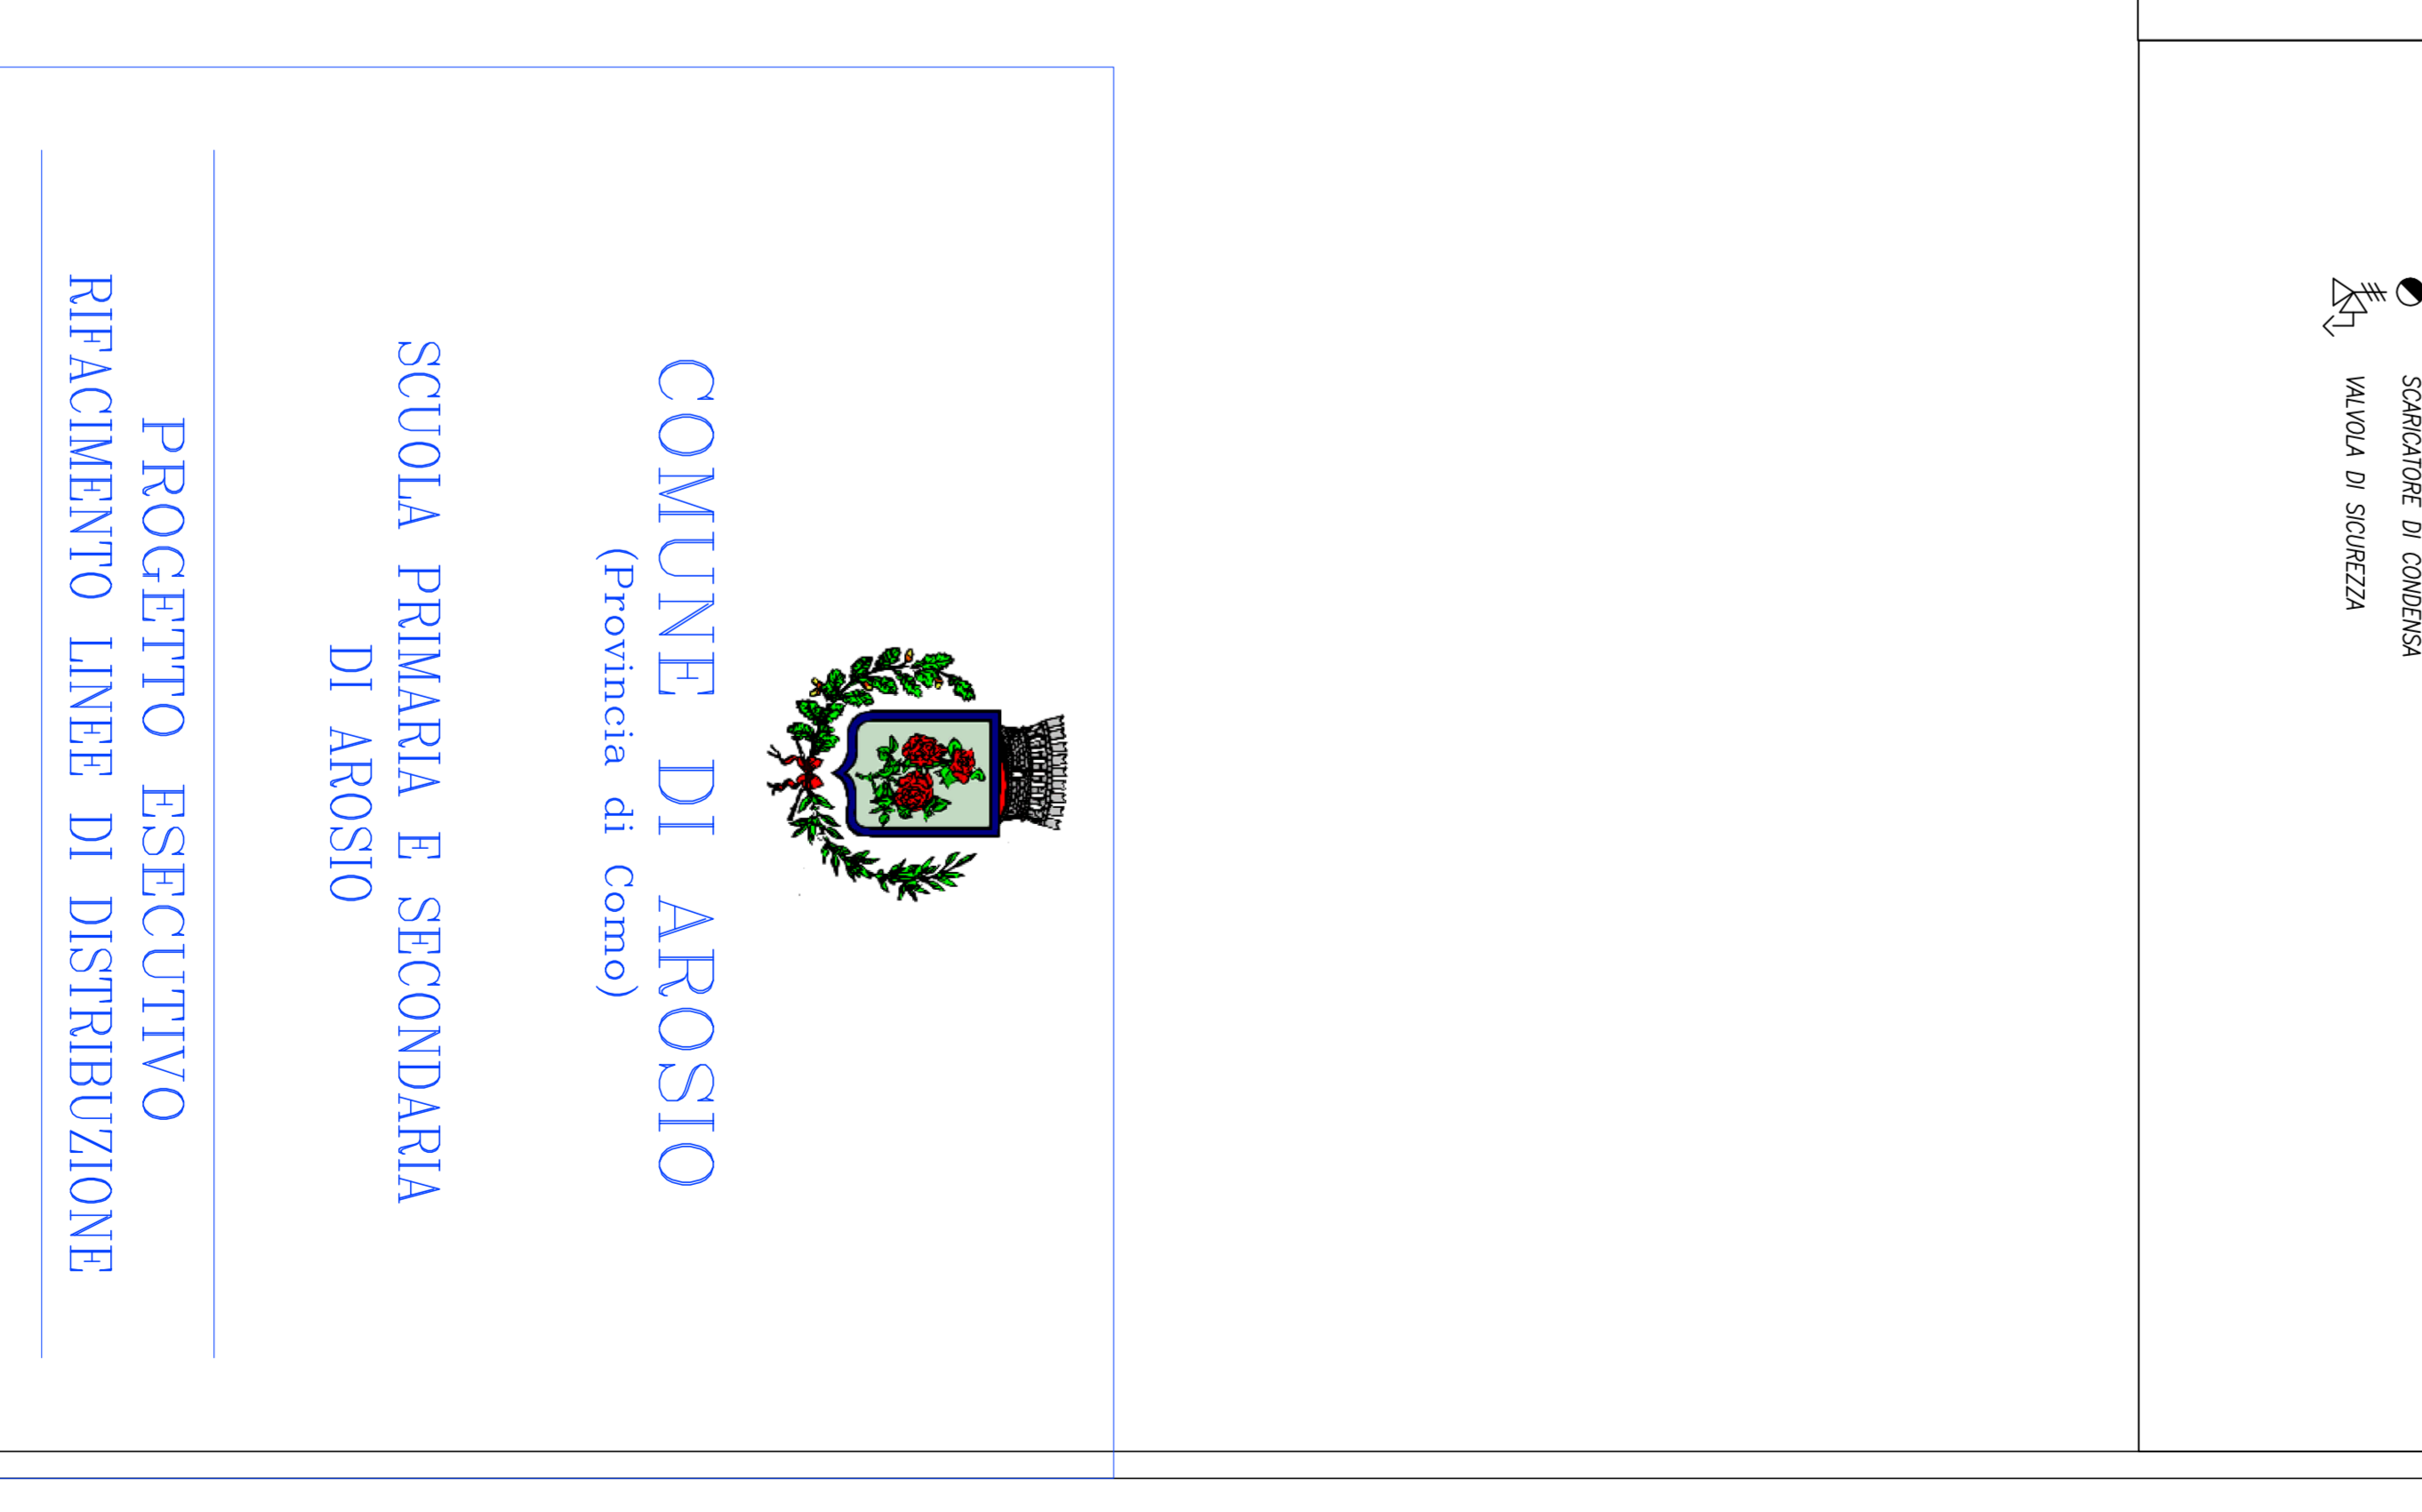 SCARICATORE DI CONDENSA
VALVOLA DI SICUREZZA
COMUNE DI AROSIO
(Provincia di Como)
SCUOLA PRIMARIA E SECONDARIA
DI AROSIO
PROGETTO ESECUTIVO
RIFACIMENTO LINEE DI DISTRIBUZIONE